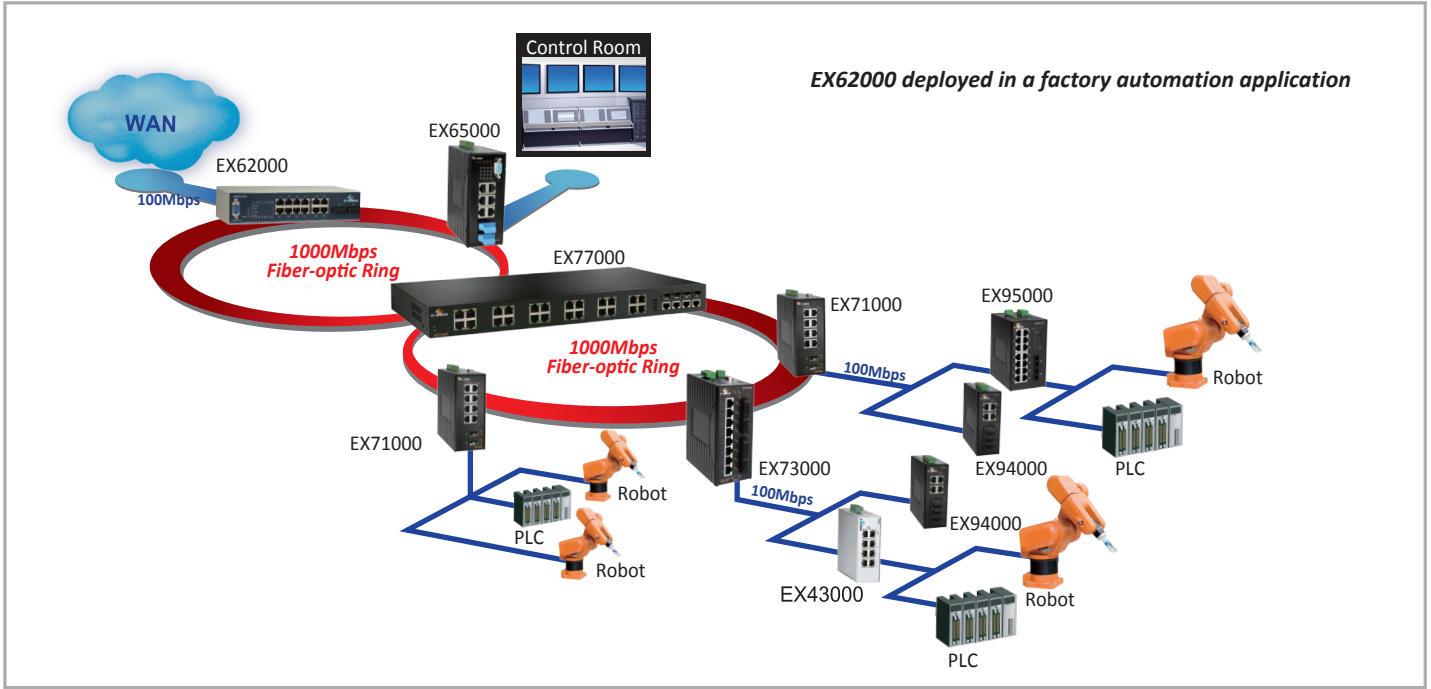 Control Room
EX62000 deployed in a factory automation application
WAN
EX65000
EX62000
100Mbps
1000Mbps
Fiber-optic Ring
EX77000
EX71000
EX95000
1000Mbps
Fiber-optic Ring
100Mbps
Robot
EX71000
EX73000
EX94000
PLC
100Mbps
Robot
EX94000
PLC
Robot
EX43000
Robot
PLC